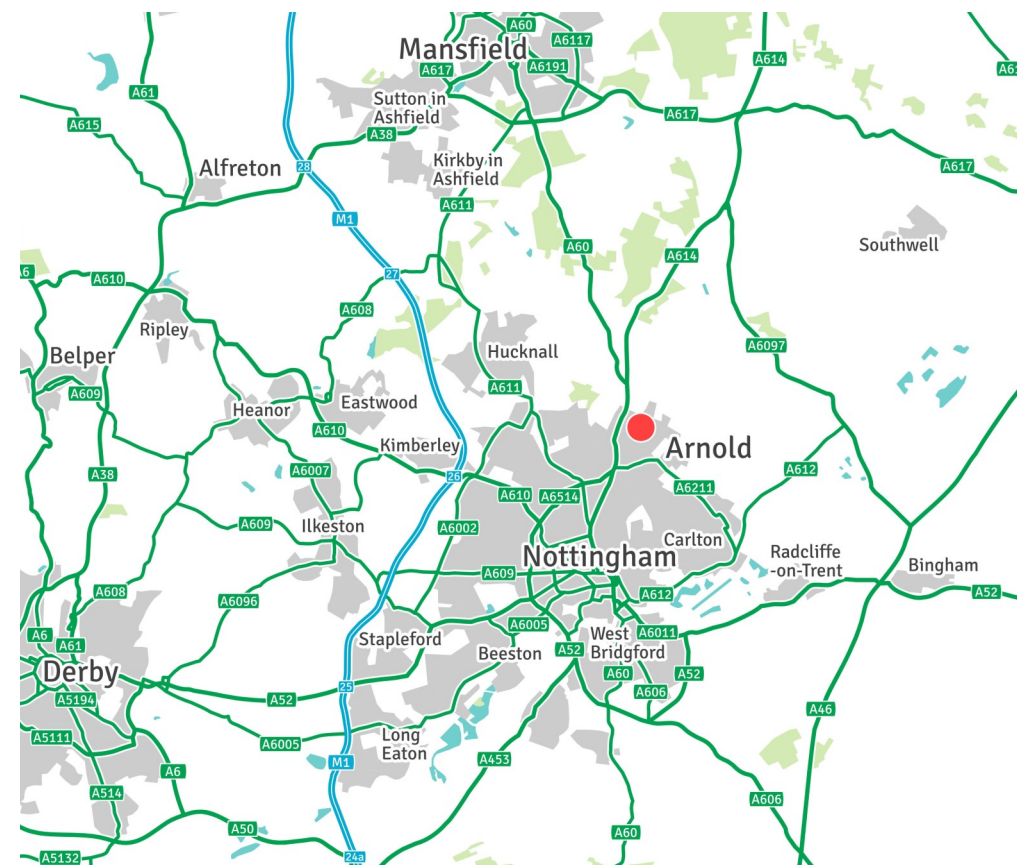 A60
A6117
Mansfield
A614
A617
A6191
A61
Sutton in
Ashfield
A617
A615
A38
Alfreton
28
Kirkby in
Ashfield
A617
A611
M1
Southwell
A60
A614
A6
A610
27
A608
Ripley
Belper
Hucknall
A6097
A609
A611
Heanor
Eastwood
A610
Kimberley
Arnold
A38
A6007
26
A612
A610
A6514
A6211
A609
Ilkeston
A6002
Carlton
Nottingham
Radcliffe
-on-Trent
Bingham
A609
A608
A6096
A612
A52
A6005
A6
A61
Stapleford
West
Bridgford
A6011
Beeston
A52
Derby
A52
A60
A606
25
A5194
A52
A46
A5111
A6005
Long
Eaton
M1
A453
A6
A514
A606
A50
A60
24a
A5132